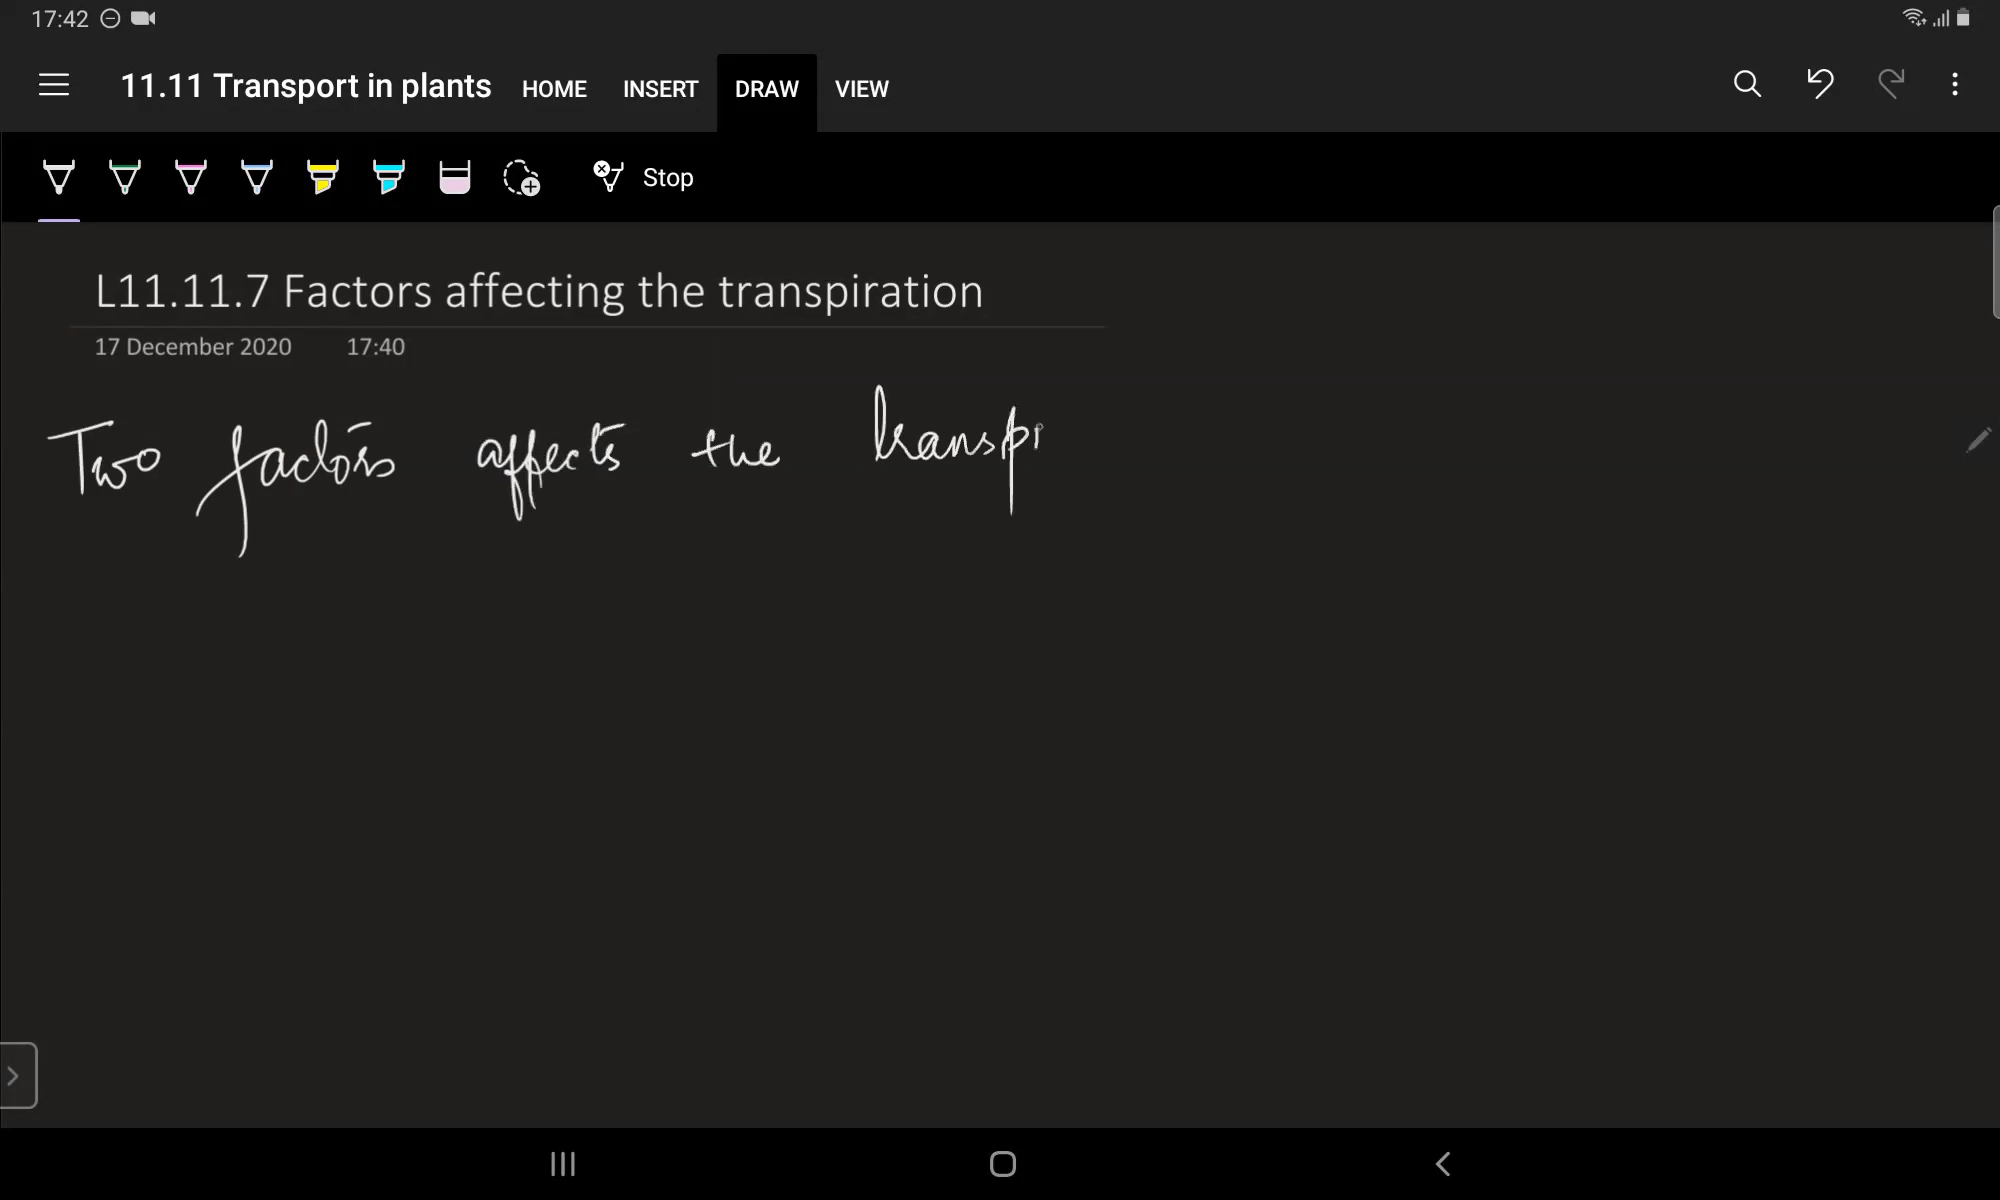 17:42
11.11 Transport in plants HOME INSERT DRAW VIEW
Stop
L11.11.7 Factors affecting the transpiration
17 December 2020 17:40
Two factors affects the transpi